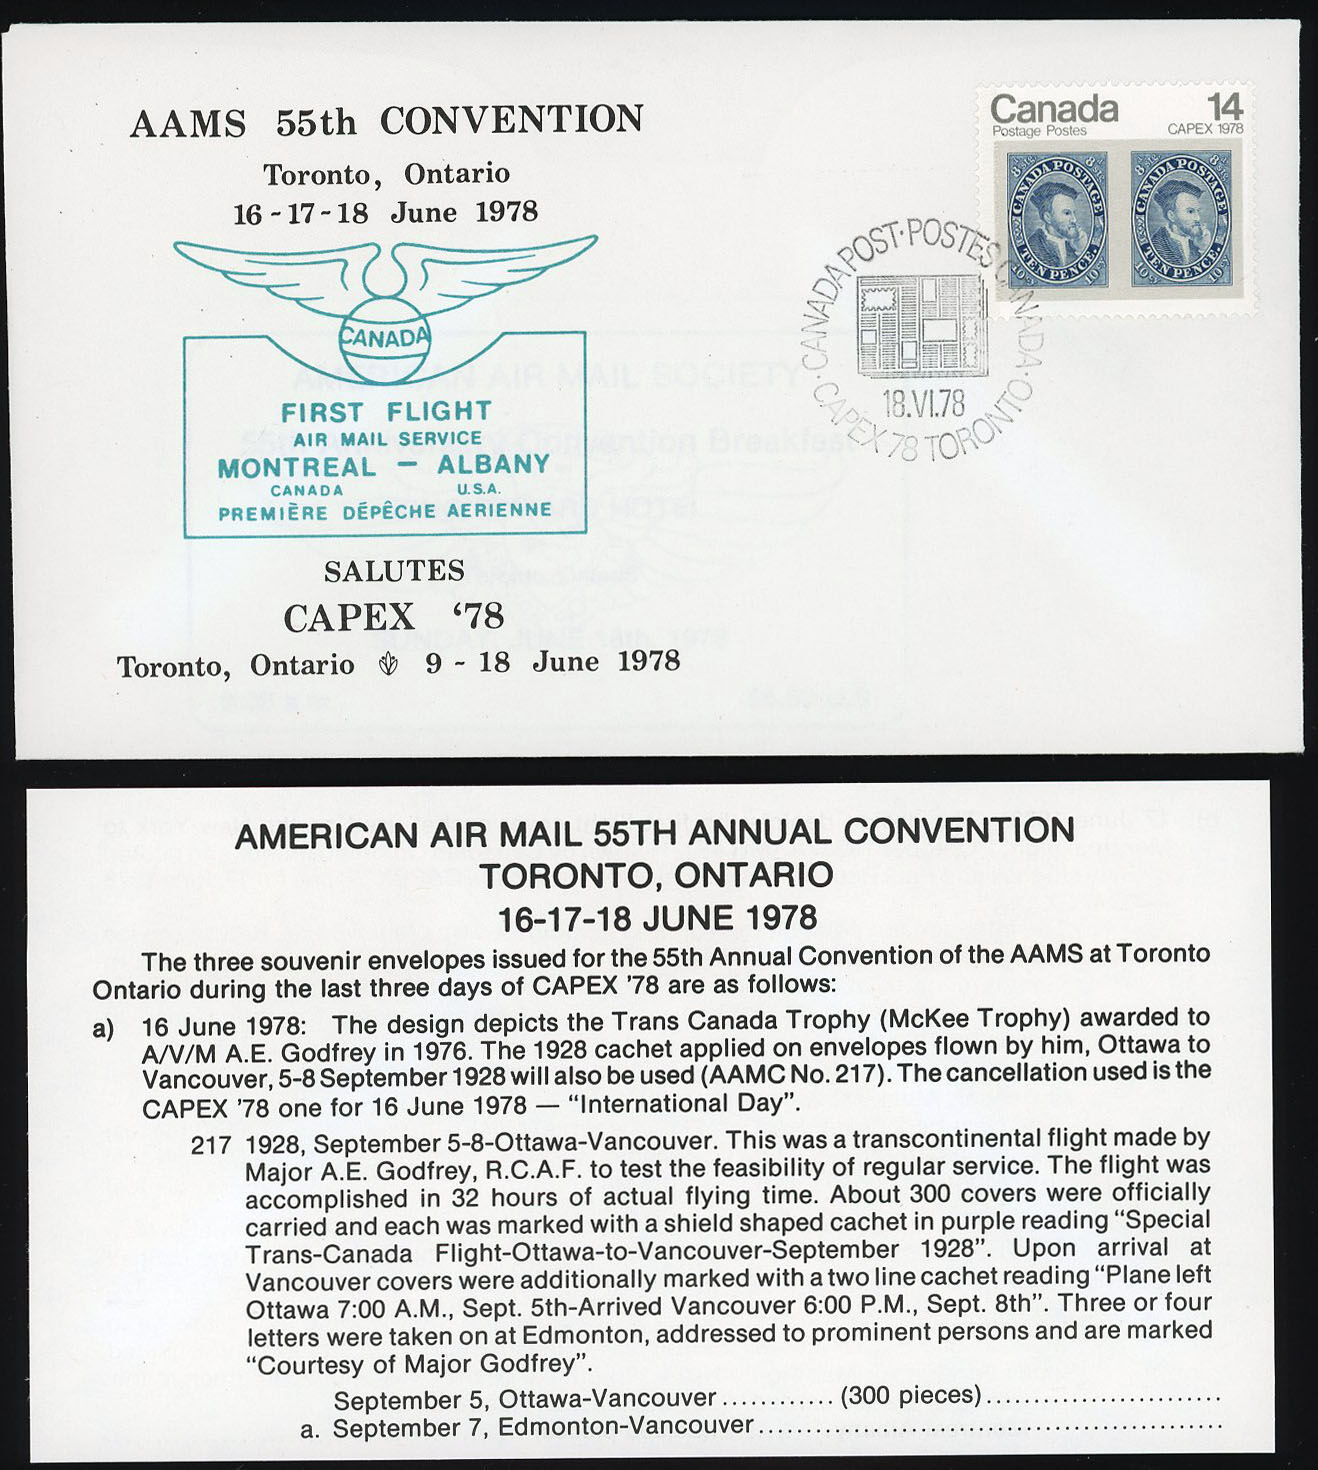 AAMS 55th CONVENTION
Toronto, Ontario
16-17-18 June 1978
CANADA
FIRST FLIGHT
AIR MAIL SERVICE
MONTREAL — ALBANY
CANADA U.S.A.
PREMIÈRE DÉPÊCHE AERIENNE
SALUTES
CAPEX '78
Toronto, Ontario 9 - 18 June 1978
Canada 14
Postage Postes CAPEX 1978
CANADA POSTAGE
TEN PENCE
CANADA POSTAGE
TEN PENCE
CANADA POST·POSTES CANADA
18.VI.78
CAPEX 78 TORONTO
AMERICAN AIR MAIL SOCIETY
55th Convention Breakfast
HOTEL
AMERICAN AIR MAIL 55TH ANNUAL CONVENTION
TORONTO, ONTARIO
16-17-18 JUNE 1978
The three souvenir envelopes issued for the 55th Annual Convention of the AAMS at Toronto
Ontario during the last three days of CAPEX '78 are as follows:
a) 16 June 1978: The design depicts the Trans Canada Trophy (McKee Trophy) awarded to
A/V/M A.E. Godfrey in 1976. The 1928 cachet applied on envelopes flown by him, Ottawa to
Vancouver, 5-8 September 1928 will also be used (AAMC No. 217). The cancellation used is the
CAPEX '78 one for 16 June 1978 — "International Day".
217 1928, September 5-8-Ottawa-Vancouver. This was a transcontinental flight made by
Major A.E. Godfrey, R.C.A.F. to test the feasibility of regular service. The flight was
accomplished in 32 hours of actual flying time. About 300 covers were officially
carried and each was marked with a shield shaped cachet in purple reading "Special
Trans-Canada Flight-Ottawa-to-Vancouver-September 1928". Upon arrival at
Vancouver covers were additionally marked with a two line cachet reading "Plane left
Ottawa 7:00 A.M., Sept. 5th-Arrived Vancouver 6:00 P.M., Sept. 8th". Three or four
letters were taken on at Edmonton, addressed to prominent persons and are marked
"Courtesy of Major Godfrey".
September 5, Ottawa-Vancouver ............ (300 pieces) .........................
a. September 7, Edmonton-Vancouver ..................................................